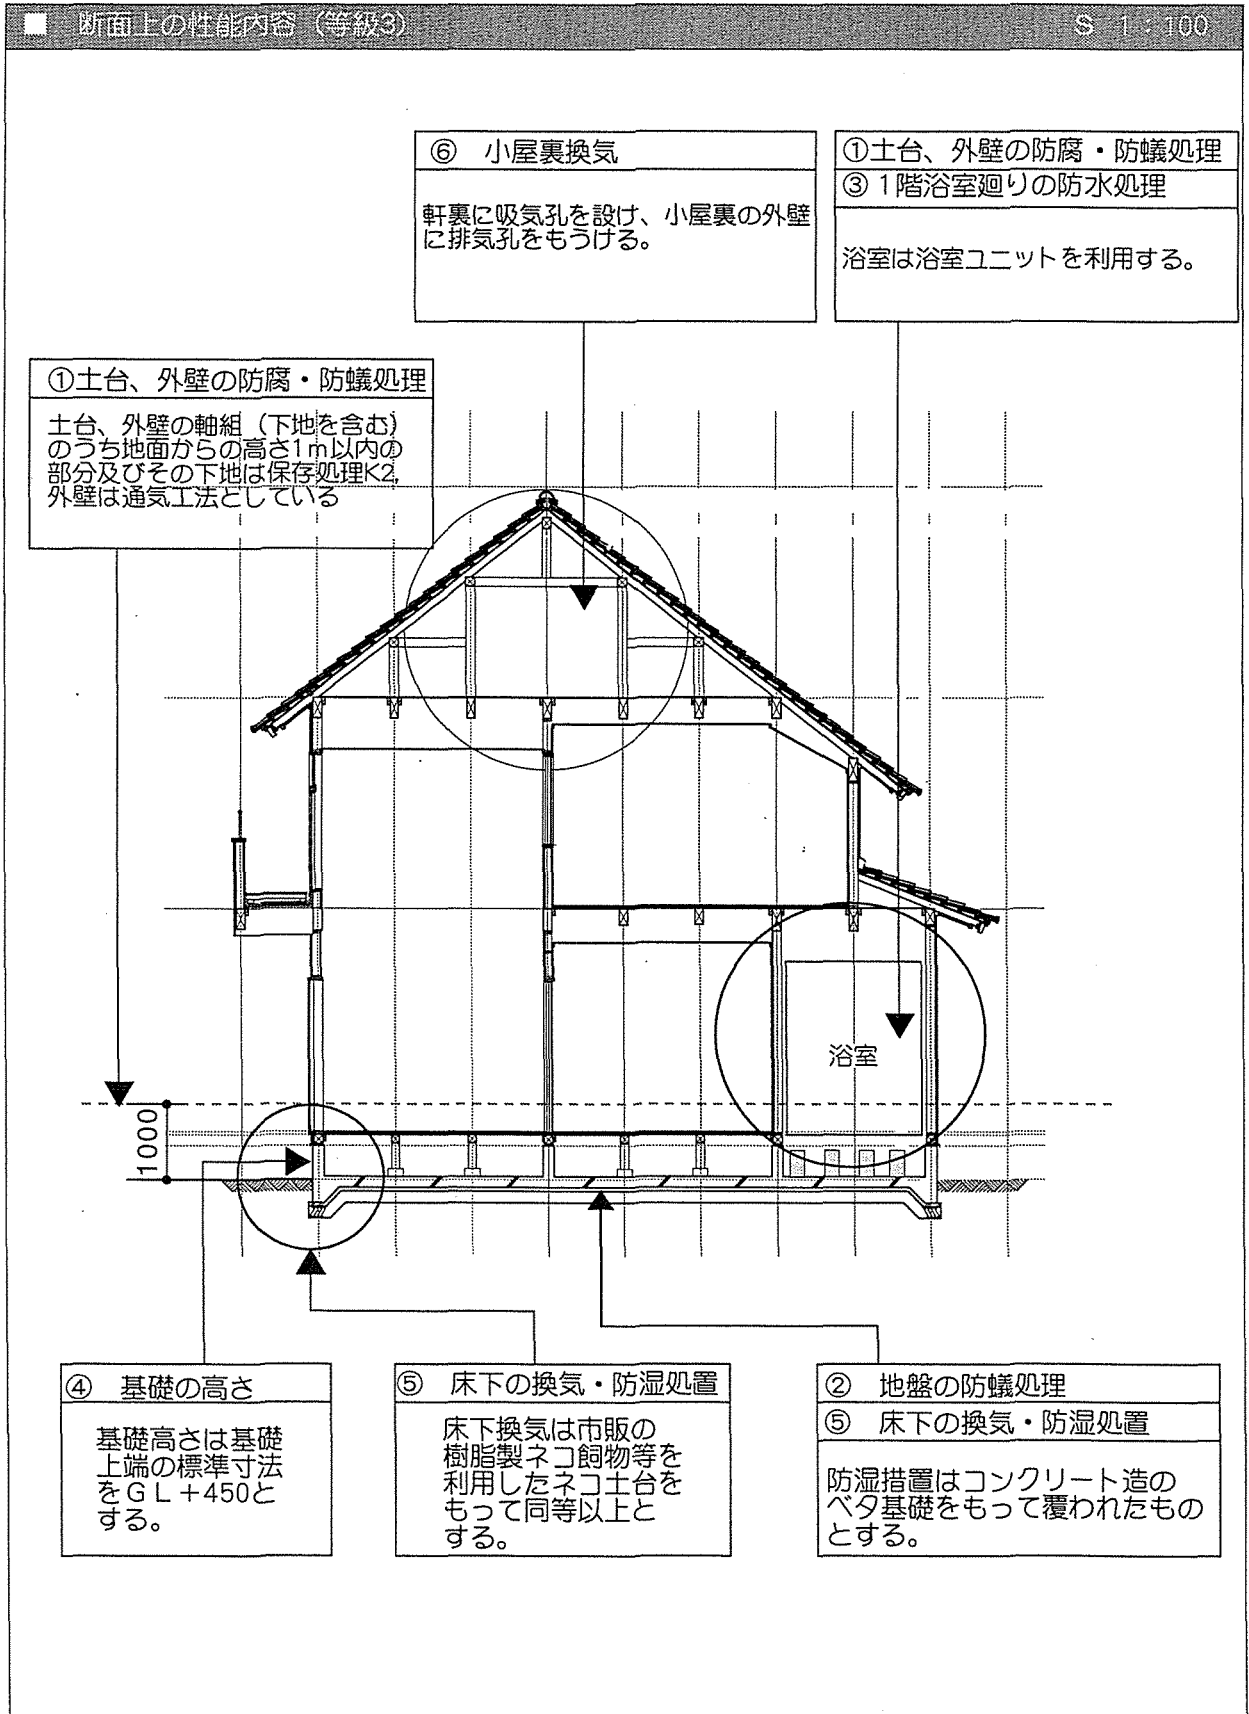 ■ 断面上の性能内容（等級3） S 1：100
⑥ 小屋裏換気
軒裏に吸気孔を設け、小屋裏の外壁
に排気孔をもうける。
①土台、外壁の防腐・防蟻処理
③1階浴室廻りの防水処理
浴室は浴室ユニットを利用する。
①土台、外壁の防腐・防蟻処理
土台、外壁の軸組（下地を含む）
のうち地面からの高さ1m以内の
部分及びその下地は保存処理K2,
外壁は通気工法としている
浴室
1000
④ 基礎の高さ
基礎高さは基礎
上端の標準寸法
をGL＋450と
する。
⑤ 床下の換気・防湿処置
床下換気は市販の
樹脂製ネコ飼物等を
利用したネコ土台を
もって同等以上と
する。
② 地盤の防蟻処理
⑤ 床下の換気・防湿処置
防湿措置はコンクリート造の
ベタ基礎をもって覆われたもの
とする。